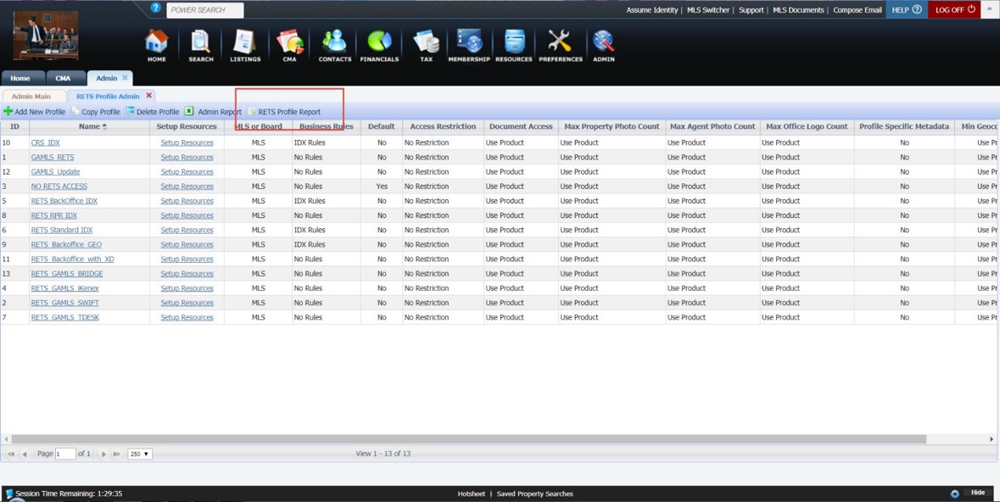 POWER SEARCH Assume Identity | MLS Switcher | Support | MLS Documents | Compose Email HELP LOG OFF
HOME SEARCH LISTINGS CMA CONTACTS FINANCIALS TAX MEMBERSHIP RESOURCES PREFERENCES ADMIN
Home CMA Admin
Admin Main RETS Profile Admin
Add New Profile Copy Profile Delete Profile Admin Report RETS Profile Report
ID Name Setup Resources MLS or Board Business Rules Default Access Restriction Document Access Max Property Photo Count Max Agent Photo Count Max Office Logo Count Profile Specific Metadata Min Geoco
10 CRS_IDX Setup Resources MLS IDX Rules No No Restriction Use Product Use Product Use Product Use Product No Use Pr
1 GAMLS_RETS Setup Resources MLS No Rules No No Restriction Use Product Use Product Use Product Use Product No Use Pr
12 GAMLS_Update Setup Resources MLS No Rules No No Restriction Use Product Use Product Use Product Use Product No Use Pr
3 NO RETS ACCESS Setup Resources MLS No Rules Yes No Restriction Use Product Use Product Use Product Use Product No Use Pr
5 RETS BackOffice IDX Setup Resources MLS IDX Rules No No Restriction Use Product Use Product Use Product Use Product No Use Pr
8 RETS RPR IDX Setup Resources MLS No Rules No No Restriction Use Product Use Product Use Product Use Product No Use Pr
6 RETS Standard IDX Setup Resources MLS IDX Rules No No Restriction Use Product Use Product Use Product Use Product No Use Pr
9 RETS_Backoffice_GEO Setup Resources MLS IDX Rules No No Restriction Use Product Use Product Use Product Use Product No Use Pr
11 RETS_Backoffice_with_XD Setup Resources MLS No Rules No No Restriction Use Product Use Product Use Product Use Product No Use Pr
13 RETS_GAMLS_BRIDGE Setup Resources MLS No Rules No No Restriction Use Product Use Product Use Product Use Product No Use Pr
4 RETS_GAMLS_iKenex Setup Resources MLS No Rules No No Restriction Use Product Use Product Use Product Use Product No Use Pr
2 RETS_GAMLS_SWIFT Setup Resources MLS No Rules No No Restriction Use Product Use Product Use Product Use Product No Use Pr
7 RETS_GAMLS_TDESK Setup Resources MLS No Rules No No Restriction Use Product Use Product Use Product Use Product No Use Pr
Page 1 of 1 250 View 1 - 13 of 13
Session Time Remaining: 1:29:35 Hotsheet | Saved Property Searches Hide